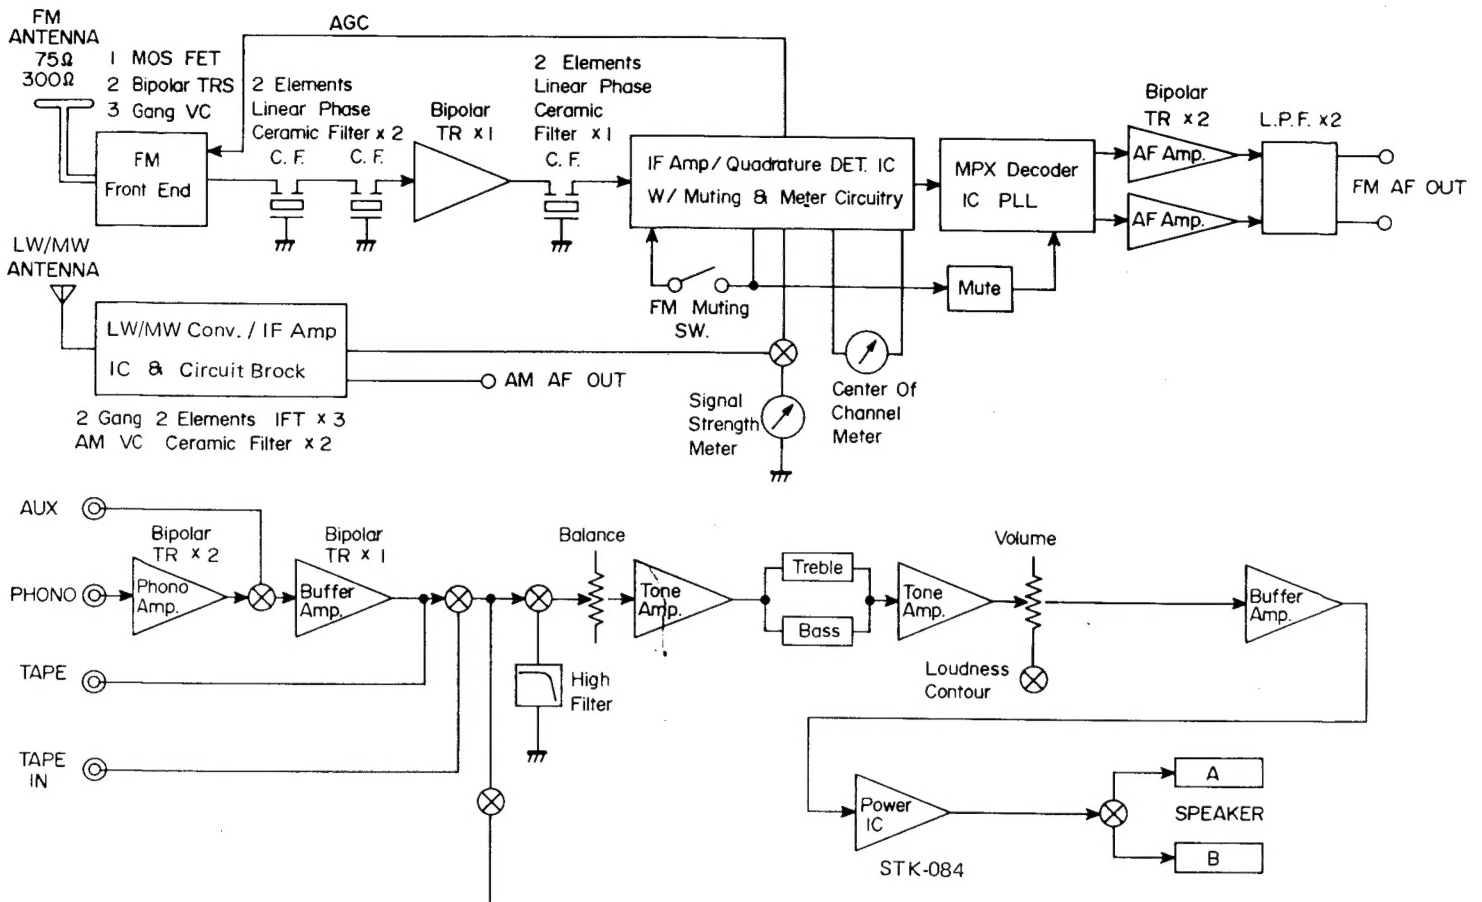 FM
ANTENNA
75Ω
300Ω
AGC
1 MOS FET
2 Bipolar TRS
3 Gang VC
2 Elements
Linear Phase
Ceramic Filter x 2
C. F.
C. F.
Bipolar
TR x 1
2 Elements
Linear Phase
Ceramic
Filter x 1
C. F.
FM
Front End
IF Amp / Quadrature DET. IC
W/ Muting & Meter Circuitry
MPX Decoder
IC PLL
Bipolar
TR x 2
AF Amp.
AF Amp.
L.P.F. x2
FM AF OUT
LW/MW
ANTENNA
LW/MW Conv. / IF Amp
IC & Circuit Brock
2 Gang 2 Elements IFT x 3
AM VC Ceramic Filter x 2
AM AF OUT
FM Muting
SW.
Mute
Signal
Strength
Meter
Center Of
Channel
Meter
AUX
PHONO
TAPE
TAPE
IN
Bipolar
TR x 2
Phono
Amp.
Bipolar
TR x 1
Buffer
Amp.
Balance
High
Filter
Tone
Amp.
Treble
Bass
Tone
Amp.
Volume
Loudness
Contour
Buffer
Amp.
Power
IC
STK-084
A
SPEAKER
B